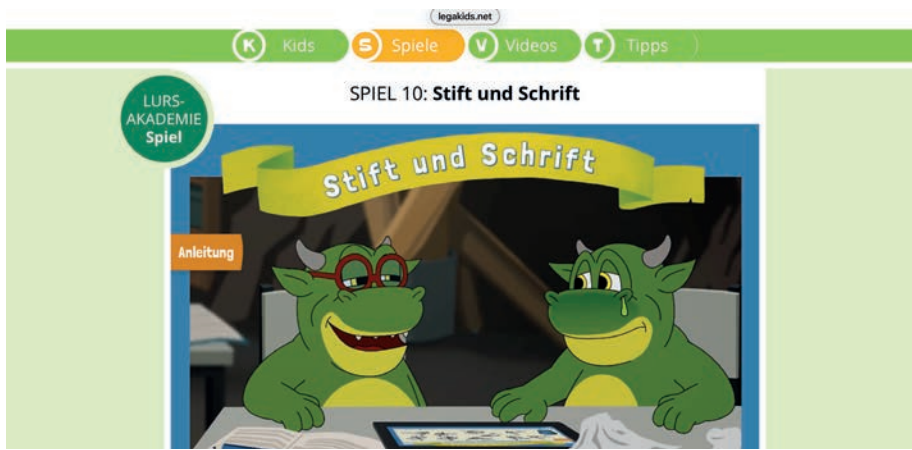 legakids.net
K Kids S Spiele V Videos T Tipps
LURS-
AKADEMIE
Spiel
SPIEL 10: Stift und Schrift
Stift und Schrift
Anleitung